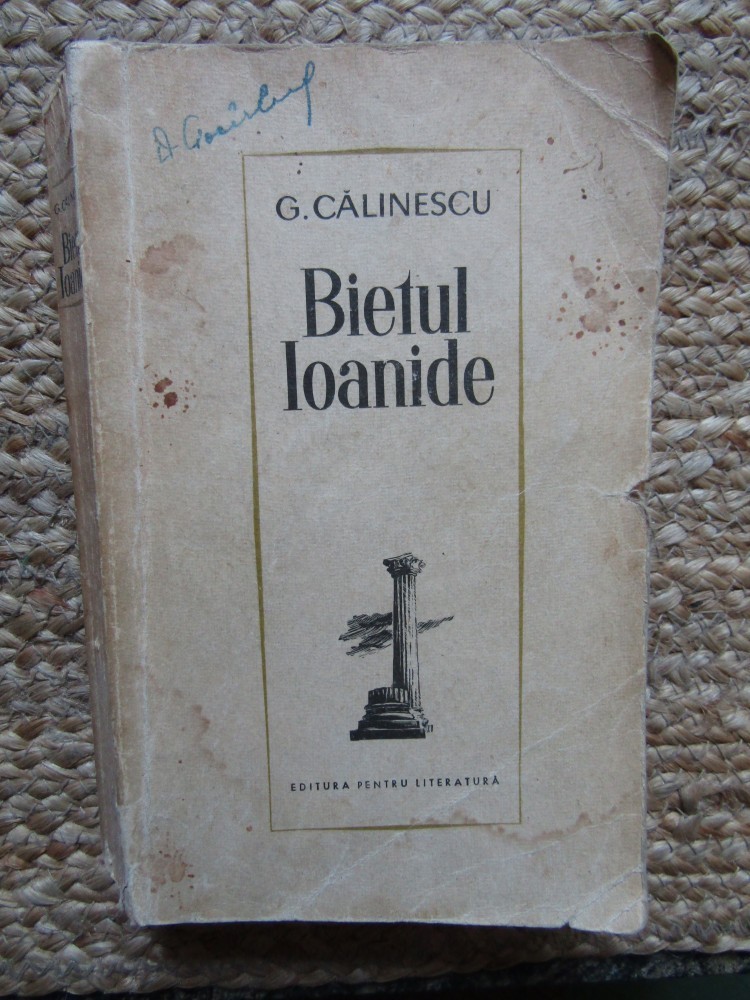 G. CĂLINESCU
Bietul
Ioanide
EDITURA PENTRU LITERATURĂ